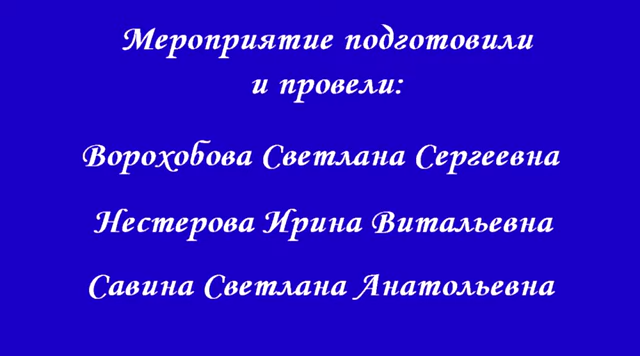 Мероприятие подготовили
и провели:
Ворохобова Светлана Сергеевна
Нестерова Ирина Витальевна
Савина Светлана Анатольевна